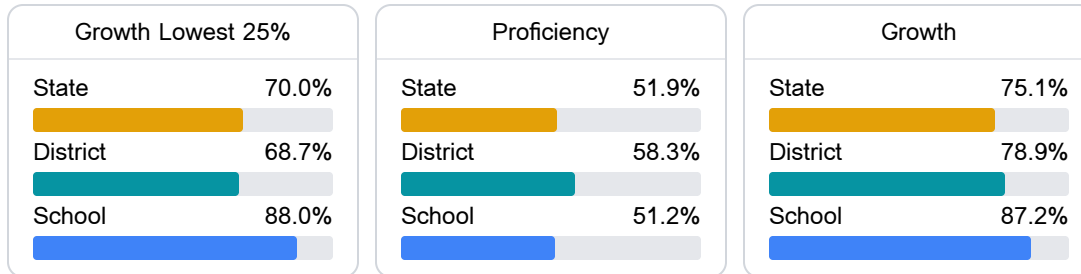 Growth Lowest 25%
State 70.0%
District 68.7%
School 88.0%
Proficiency
State 51.9%
District 58.3%
School 51.2%
Growth
State 75.1%
District 78.9%
School 87.2%